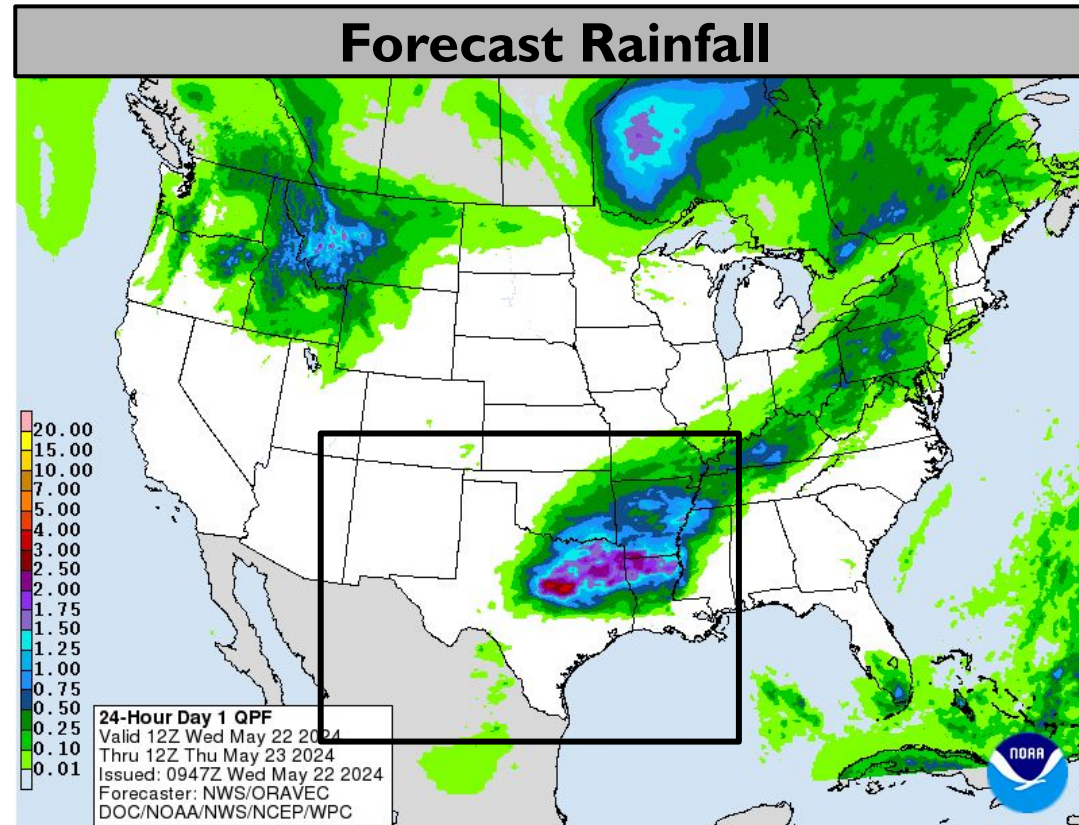 Forecast Rainfall
20.00
15.00
10.00
7.00
5.00
4.00
3.00
2.50
2.00
1.75
1.50
1.25
1.00
0.75
0.50
0.25
0.10
0.01
24-Hour Day 1 QPF
Valid 12Z Wed May 22 2024
Thru 12Z Thu May 23 2024
Issued: 0947Z Wed May 22 2024
Forecaster: NWS/ORAVEC
DOC/NOAA/NWS/NCEP/WPC
NOAA